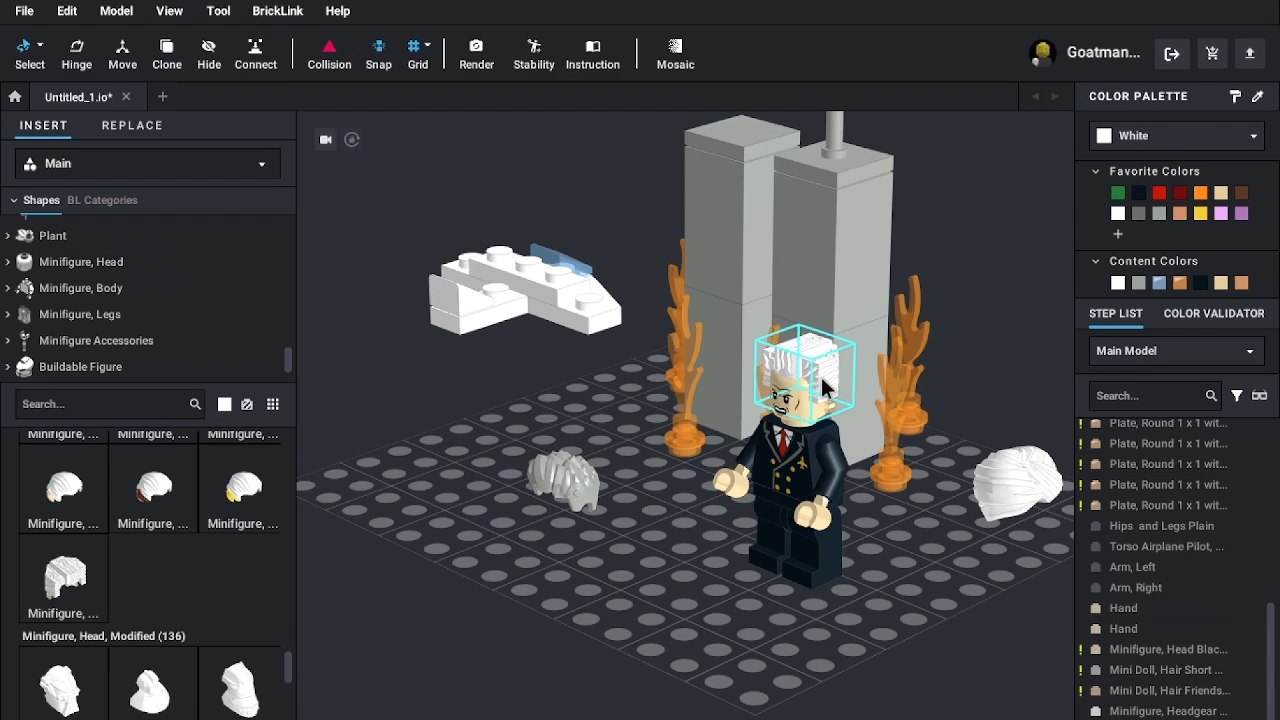 File Edit Model View Tool BrickLink Help
Select Hinge Move Clone Hide Connect Collision Snap Grid Render Stability Instruction Mosaic
Goatman...
Untitled_1.io*
INSERT REPLACE
Main
Shapes BL Categories
Plant
Minifigure, Head
Minifigure, Body
Minifigure, Legs
Minifigure Accessories
Buildable Figure
Search...
Minifigure, ... Minifigure, ... Minifigure, ...
Minifigure, ... Minifigure, ... Minifigure, ...
Minifigure, ...
Minifigure, Head, Modified (136)
COLOR PALETTE
White
Favorite Colors
Content Colors
STEP LIST COLOR VALIDATOR
Main Model
Search...
Plate, Round 1 x 1 wit...
Plate, Round 1 x 1 wit...
Plate, Round 1 x 1 wit...
Plate, Round 1 x 1 wit...
Plate, Round 1 x 1 wit...
Hips and Legs Plain
Torso Airplane Pilot, ...
Arm, Left
Arm, Right
Hand
Hand
Minifigure, Head Blac...
Mini Doll, Hair Short ...
Mini Doll, Hair Friends...
Minifigure, Headgear ...